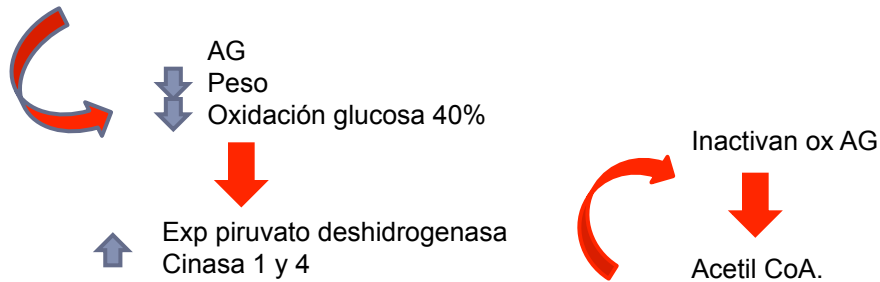 AG
Peso
Oxidación glucosa 40%
Exp piruvato deshidrogenasa
Cinasa 1 y 4
Inactivan ox AG
Acetil CoA.